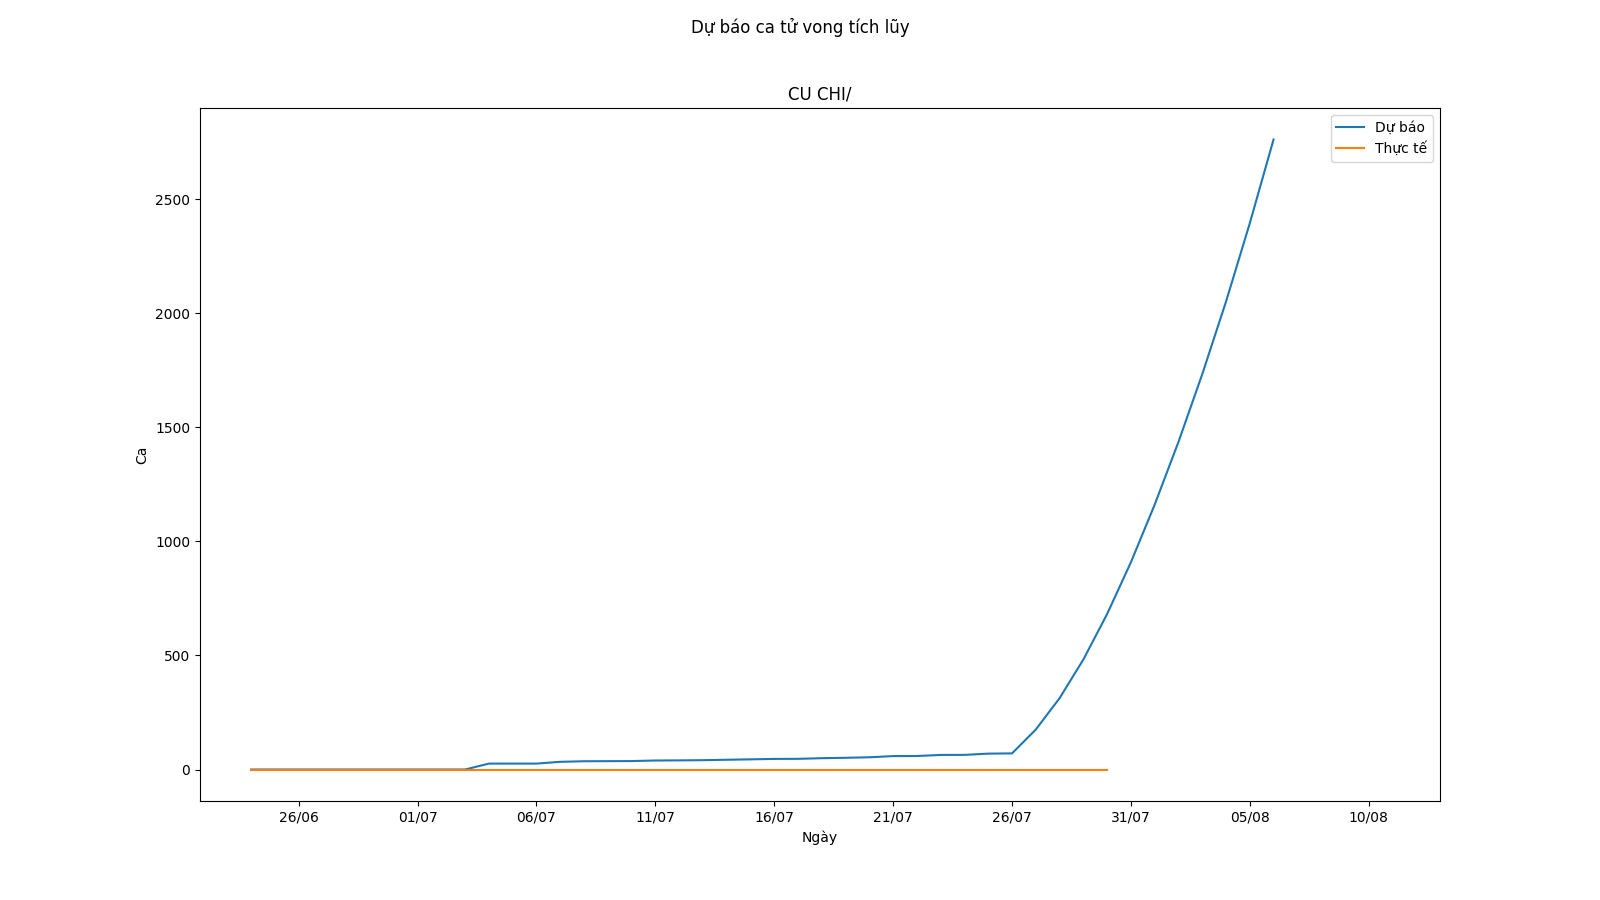 Dự báo ca tử vong tích lũy
CU CHI/
Dự báo
Thực tế
2500
2000
1500
1000
500
0
Ca
26/06
01/07
06/07
11/07
16/07
21/07
26/07
31/07
05/08
10/08
Ngày